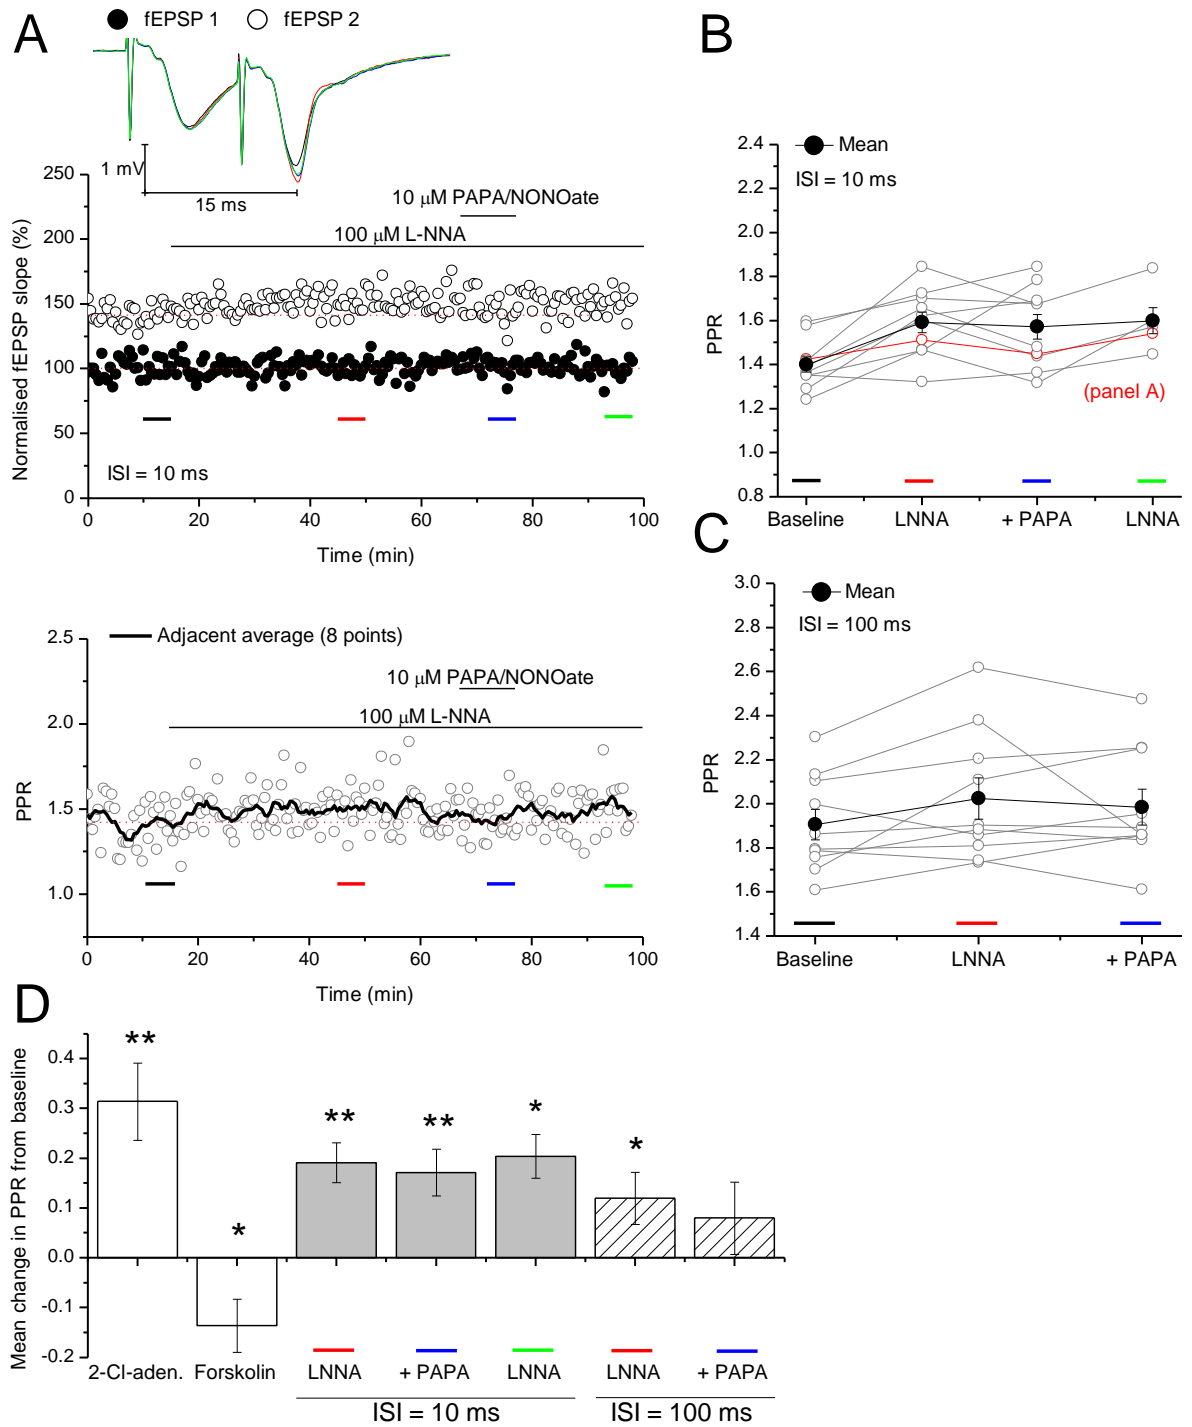 A
fEPSP 1
fEPSP 2
1 mV
15 ms
10 μM PAPA/NONOate
100 μM L-NNA
Normalised fEPSP slope (%)
250
200
150
100
50
0
ISI = 10 ms
0 20 40 60 80 100
Time (min)
Adjacent average (8 points)
10 μM PAPA/NONOate
100 μM L-NNA
PPR
2.5
2.0
1.5
1.0
0 20 40 60 80 100
Time (min)
B
Mean
ISI = 10 ms
PPR
2.4
2.2
2.0
1.8
1.6
1.4
1.2
1.0
0.8
(panel A)
Baseline LNNA + PAPA LNNA
C
Mean
ISI = 100 ms
PPR
3.0
2.8
2.6
2.4
2.2
2.0
1.8
1.6
1.4
Baseline LNNA + PAPA
D
Mean change in PPR from baseline
0.4
0.3
0.2
0.1
0.0
-0.1
-0.2
** * ** ** * *
2-Cl-aden. Forskolin LNNA + PAPA LNNA LNNA + PAPA
ISI = 10 ms ISI = 100 ms